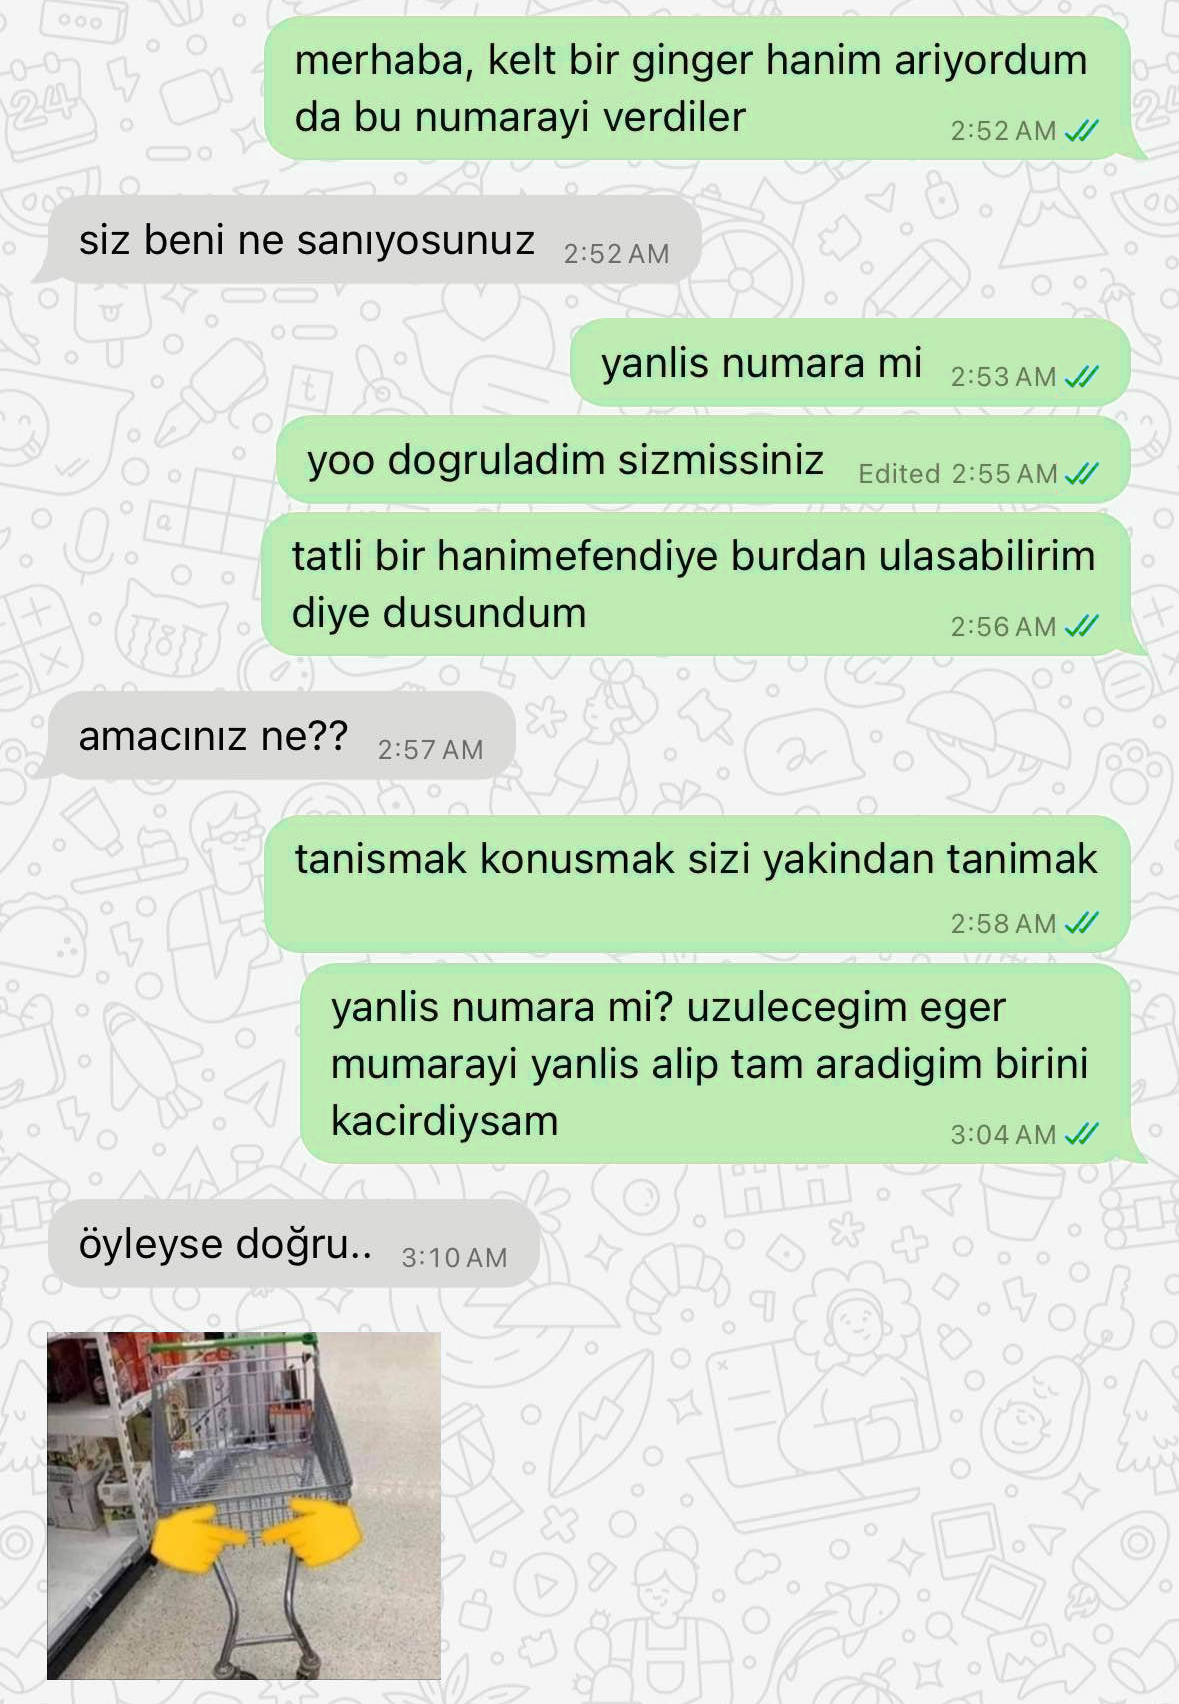 merhaba, kelt bir ginger hanim ariyordum
da bu numarayi verdiler
2:52 AM
siz beni ne sanıyosunuz
2:52 AM
yanlis numara mi
2:53 AM
yoo dogruladim sizmissiniz
Edited 2:55 AM
tatli bir hanimefendiye burdan ulasabilirim
diye dusundum
2:56 AM
amacınız ne??
2:57 AM
tanismak konusmak sizi yakindan tanimak
2:58 AM
yanlis numara mi? uzulecegim eger
mumarayi yanlis alip tam aradigim birini
kacirdiysam
3:04 AM
öyleyse doğru..
3:10 AM